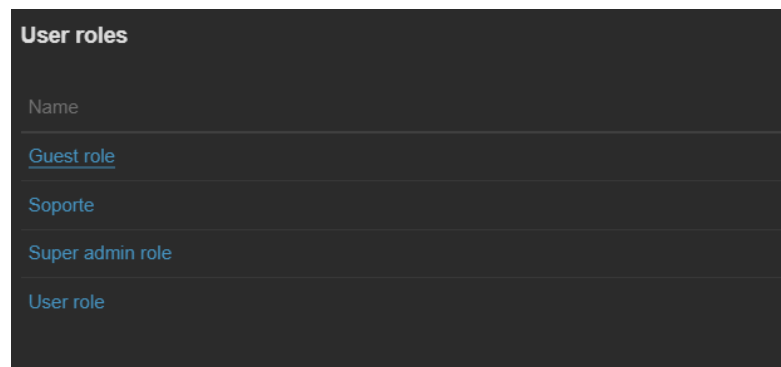 User roles
Name
Guest role
Soporte
Super admin role
User role